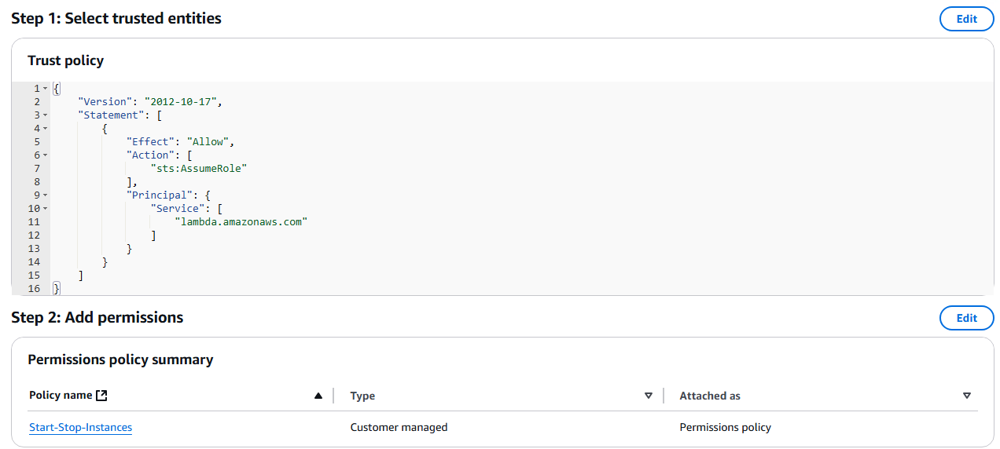 Step 1: Select trusted entities
Edit
Trust policy
1 {
2 "Version": "2012-10-17",
3 "Statement": [
4 {
5 "Effect": "Allow",
6 "Action": [
7 "sts:AssumeRole"
8 ],
9 "Principal": {
10 "Service": [
11 "lambda.amazonaws.com"
12 ]
13 }
14 }
15 ]
16 }
Step 2: Add permissions
Edit
Permissions policy summary
Policy name Type Attached as
Start-Stop-Instances Customer managed Permissions policy